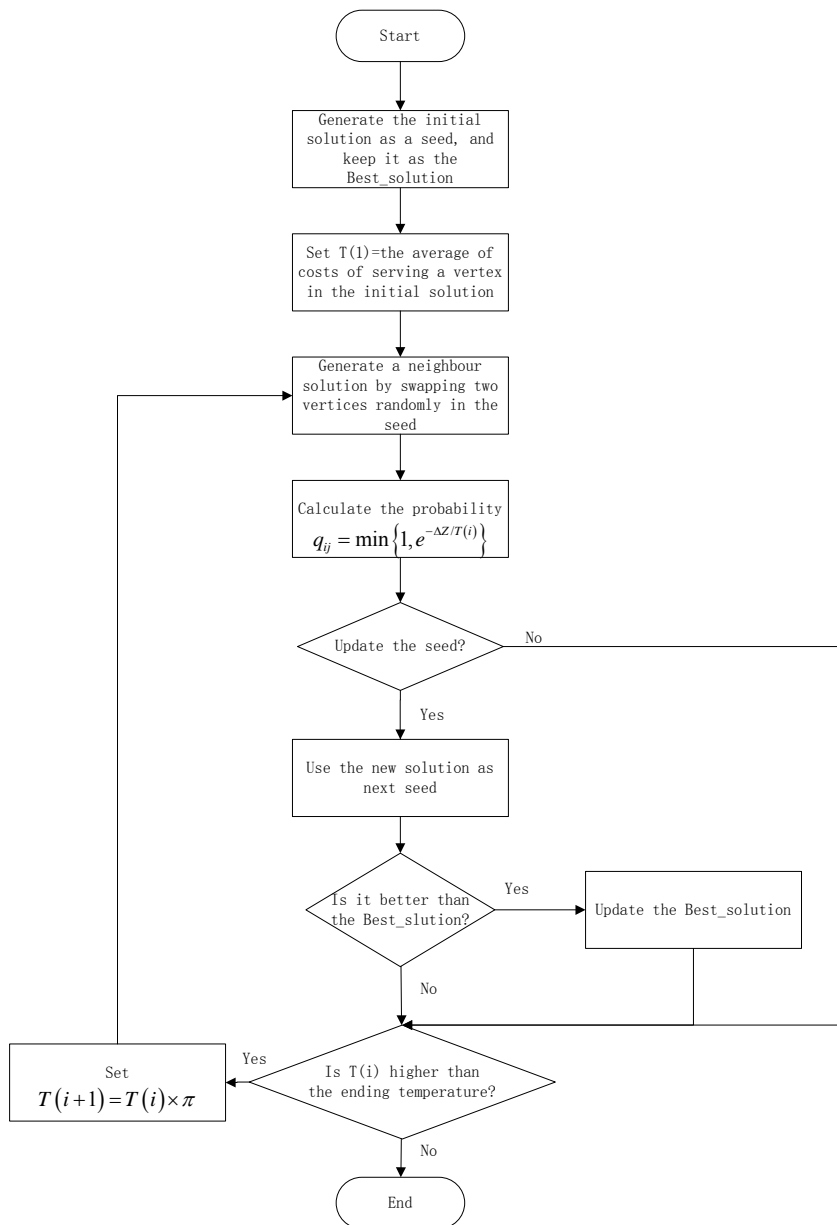 Start
Generate the initial
solution as a seed, and
keep it as the
Best_solution
Set T(1)=the average of
costs of serving a vertex
in the initial solution
Generate a neighbour
solution by swapping two
vertices randomly in the
seed
Calculate the probability
q_{ij} = min{1, e^{-ΔZ/T(i)}}
Update the seed?
No
Yes
Use the new solution as
next seed
Is it better than
the Best_slution?
Yes
Update the Best_solution
No
Is T(i) higher than
the ending temperature?
Yes
Set
T(i+1)=T(i)×π
No
End